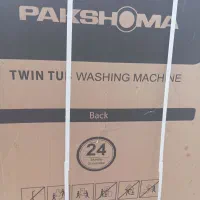 PAKSHOMA
TWIN TUB WASHING MACHINE
Back
24